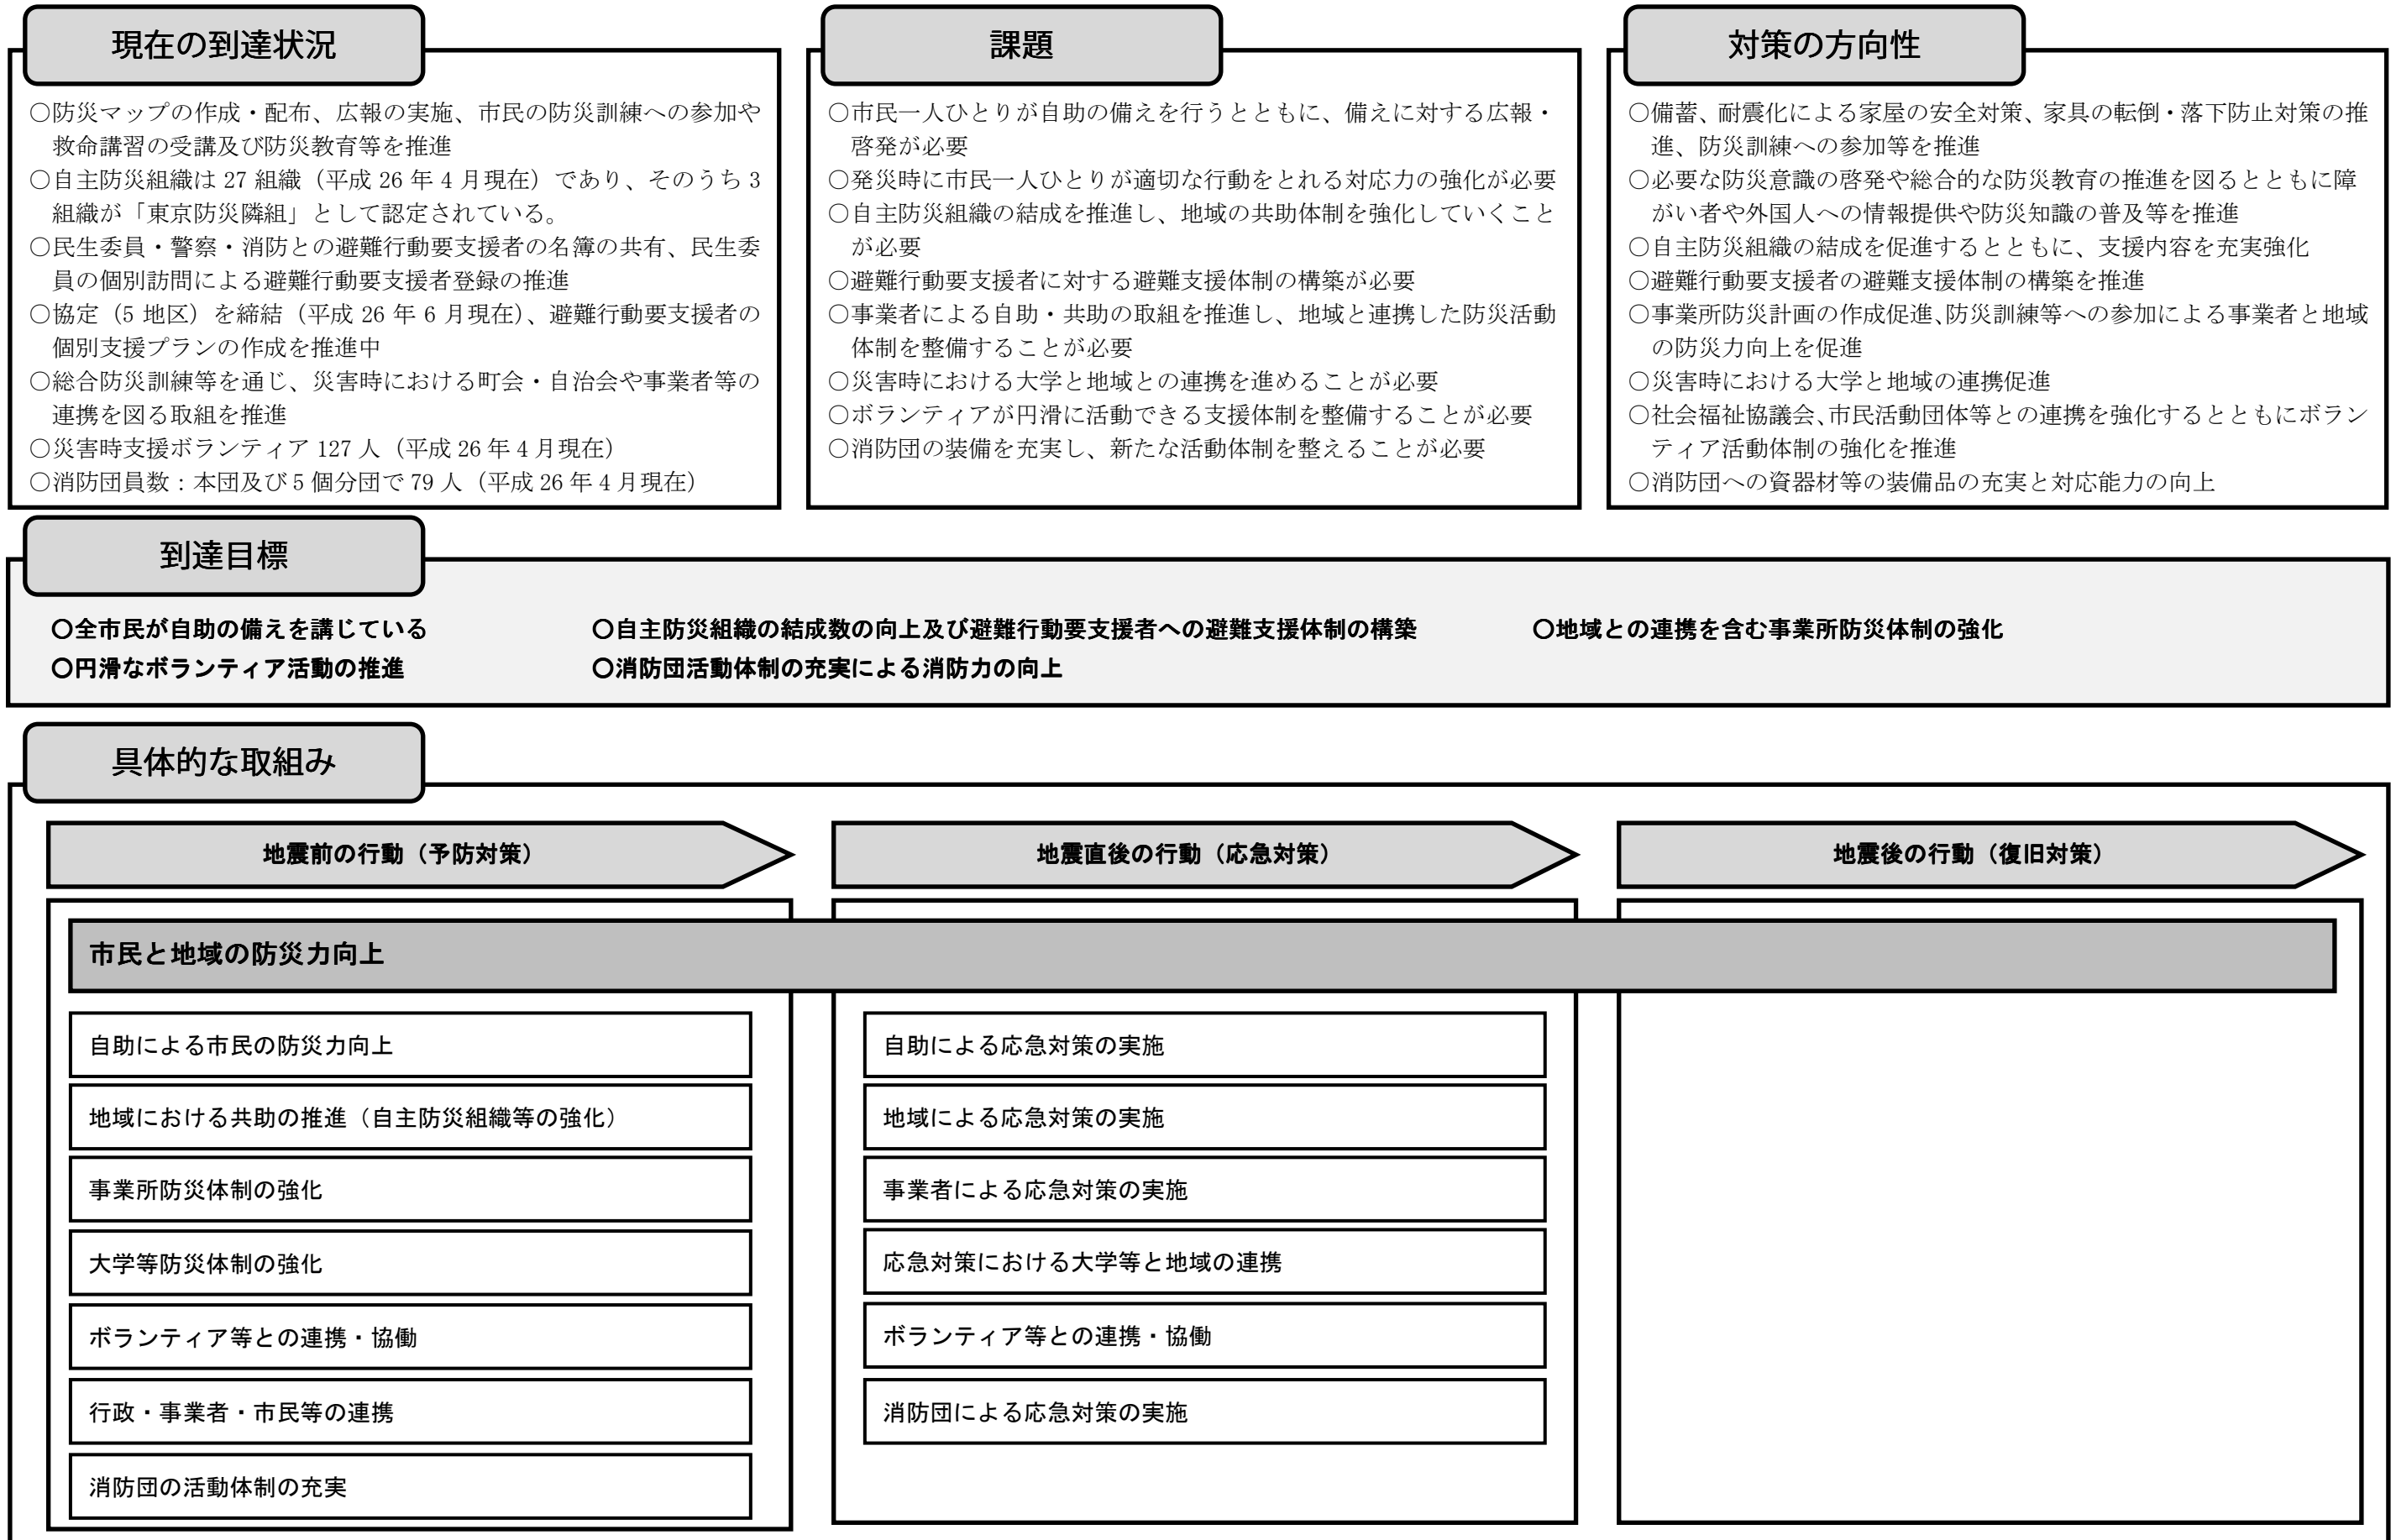 現在の到達状況
○防災マップの作成・配布、広報の実施、市民の防災訓練への参加や
救命講習の受講及び防災教育等を推進
○自主防災組織は 27 組織（平成 26 年 4 月現在）であり、そのうち 3
組織が「東京防災隣組」として認定されている。
○民生委員・警察・消防との避難行動要支援者の名簿の共有、民生委
員の個別訪問による避難行動要支援者登録の推進
○協定（5 地区）を締結（平成 26 年 6 月現在）、避難行動要支援者の
個別支援プランの作成を推進中
○総合防災訓練等を通じ、災害時における町会・自治会や事業者等の
連携を図る取組を推進
○災害時支援ボランティア 127 人（平成 26 年 4 月現在）
○消防団員数：本団及び 5 個分団で 79 人（平成 26 年 4 月現在）
課題
○市民一人ひとりが自助の備えを行うとともに、備えに対する広報・
啓発が必要
○発災時に市民一人ひとりが適切な行動をとれる対応力の強化が必要
○自主防災組織の結成を推進し、地域の共助体制を強化していくこと
が必要
○避難行動要支援者に対する避難支援体制の構築が必要
○事業者による自助・共助の取組を推進し、地域と連携した防災活動
体制を整備することが必要
○災害時における大学と地域との連携を進めることが必要
○ボランティアが円滑に活動できる支援体制を整備することが必要
○消防団の装備を充実し、新たな活動体制を整えることが必要
対策の方向性
○備蓄、耐震化による家屋の安全対策、家具の転倒・落下防止対策の推
進、防災訓練への参加等を推進
○必要な防災意識の啓発や総合的な防災教育の推進を図るとともに障
がい者や外国人への情報提供や防災知識の普及等を推進
○自主防災組織の結成を促進するとともに、支援内容を充実強化
○避難行動要支援者の避難支援体制の構築を推進
○事業所防災計画の作成促進、防災訓練等への参加による事業者と地域
の防災力向上を促進
○災害時における大学と地域の連携促進
○社会福祉協議会、市民活動団体等との連携を強化するとともにボラン
ティア活動体制の強化を推進
○消防団への資器材等の装備品の充実と対応能力の向上
到達目標
○全市民が自助の備えを講じている
○自主防災組織の結成数の向上及び避難行動要支援者への避難支援体制の構築
○地域との連携を含む事業所防災体制の強化
○円滑なボランティア活動の推進
○消防団活動体制の充実による消防力の向上
具体的な取組み
地震前の行動（予防対策）
地震直後の行動（応急対策）
地震後の行動（復旧対策）
市民と地域の防災力向上
自助による市民の防災力向上
地域における共助の推進（自主防災組織等の強化）
事業所防災体制の強化
大学等防災体制の強化
ボランティア等との連携・協働
行政・事業者・市民等の連携
消防団の活動体制の充実
自助による応急対策の実施
地域による応急対策の実施
事業者による応急対策の実施
応急対策における大学等と地域の連携
ボランティア等との連携・協働
消防団による応急対策の実施